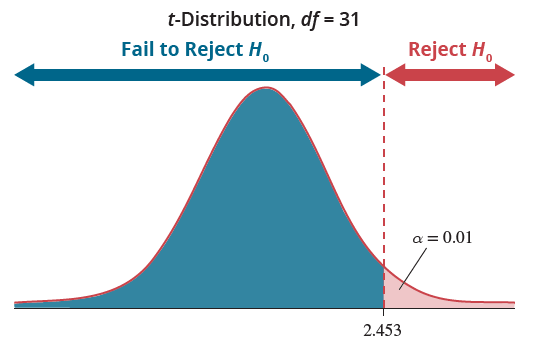 t-Distribution, df = 31
Fail to Reject H₀
Reject H₀
α = 0.01
2.453